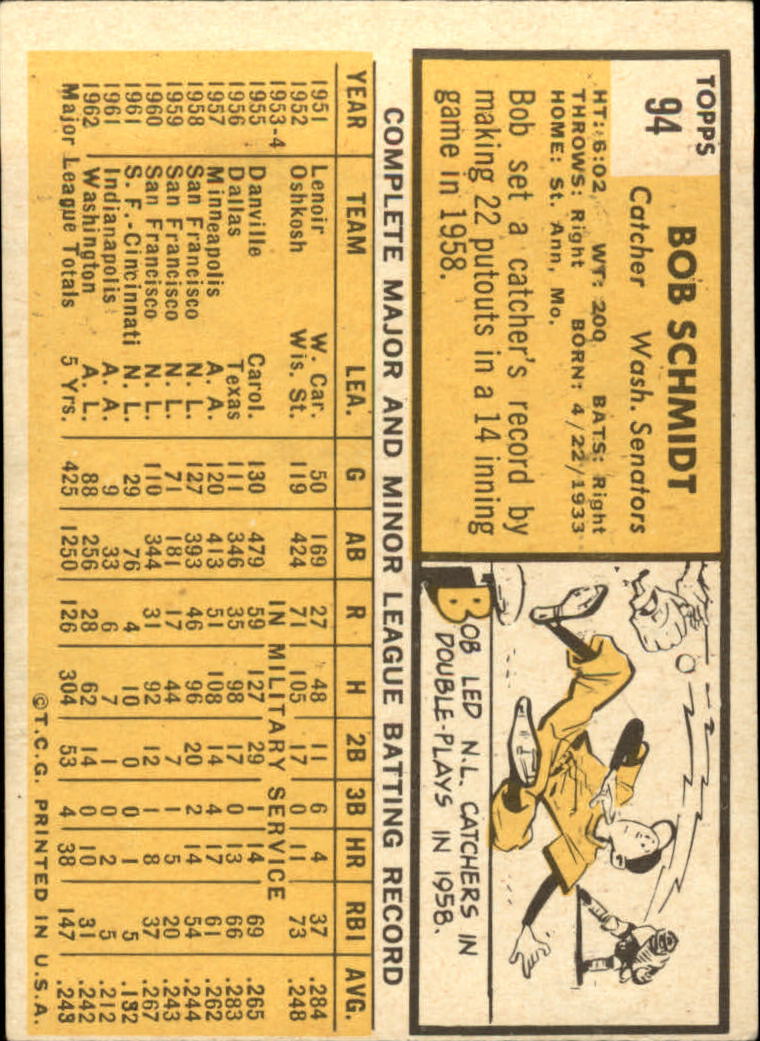 TOPPS
94
BOB SCHMIDT
Catcher Wash. Senators
HT: 6:02 WT: 200 BATS: Right
THROWS: Right BORN: 4/22/1933
HOME: St. Ann, Mo.
Bob set a catcher's record by
making 22 putouts in a 14 inning
game in 1958.
BOB LED N.L. CATCHERS IN
DOUBLE-PLAYS IN 1958.
COMPLETE MAJOR AND MINOR LEAGUE BATTING RECORD
YEAR TEAM LEA. G AB R H 2B 3B HR RBI AVG.
1951 Lenoir W. Car. 50 169 27 48 11 6 4 37 .284
1952 Oshkosh Wis. St. 119 424 71 105 17 0 11 73 .248
1953-4 IN MILITARY SERVICE
1955 Danville Carol. 130 479 59 127 29 1 14 69 .265
1956 Dallas Texas 111 346 35 98 17 0 13 66 .283
1957 Minneapolis A. A. 120 413 51 108 14 4 17 61 .262
1958 San Francisco N. L. 127 393 46 96 20 2 14 54 .244
1959 San Francisco N. L. 71 181 17 44 7 1 5 20 .243
1960 San Francisco N. L. 110 344 31 92 12 1 8 37 .267
1961 S. F.-Cincinnati N. L. 29 76 4 10 0 0 1 5 .132
1961 Indianapolis A. A. 9 33 6 7 1 0 2 5 .212
1962 Washington A. L. 88 256 28 62 14 0 10 31 .242
Major League Totals 5 Yrs. 425 1250 126 304 53 4 38 147 .243
©T.C.G. PRINTED IN U.S.A.